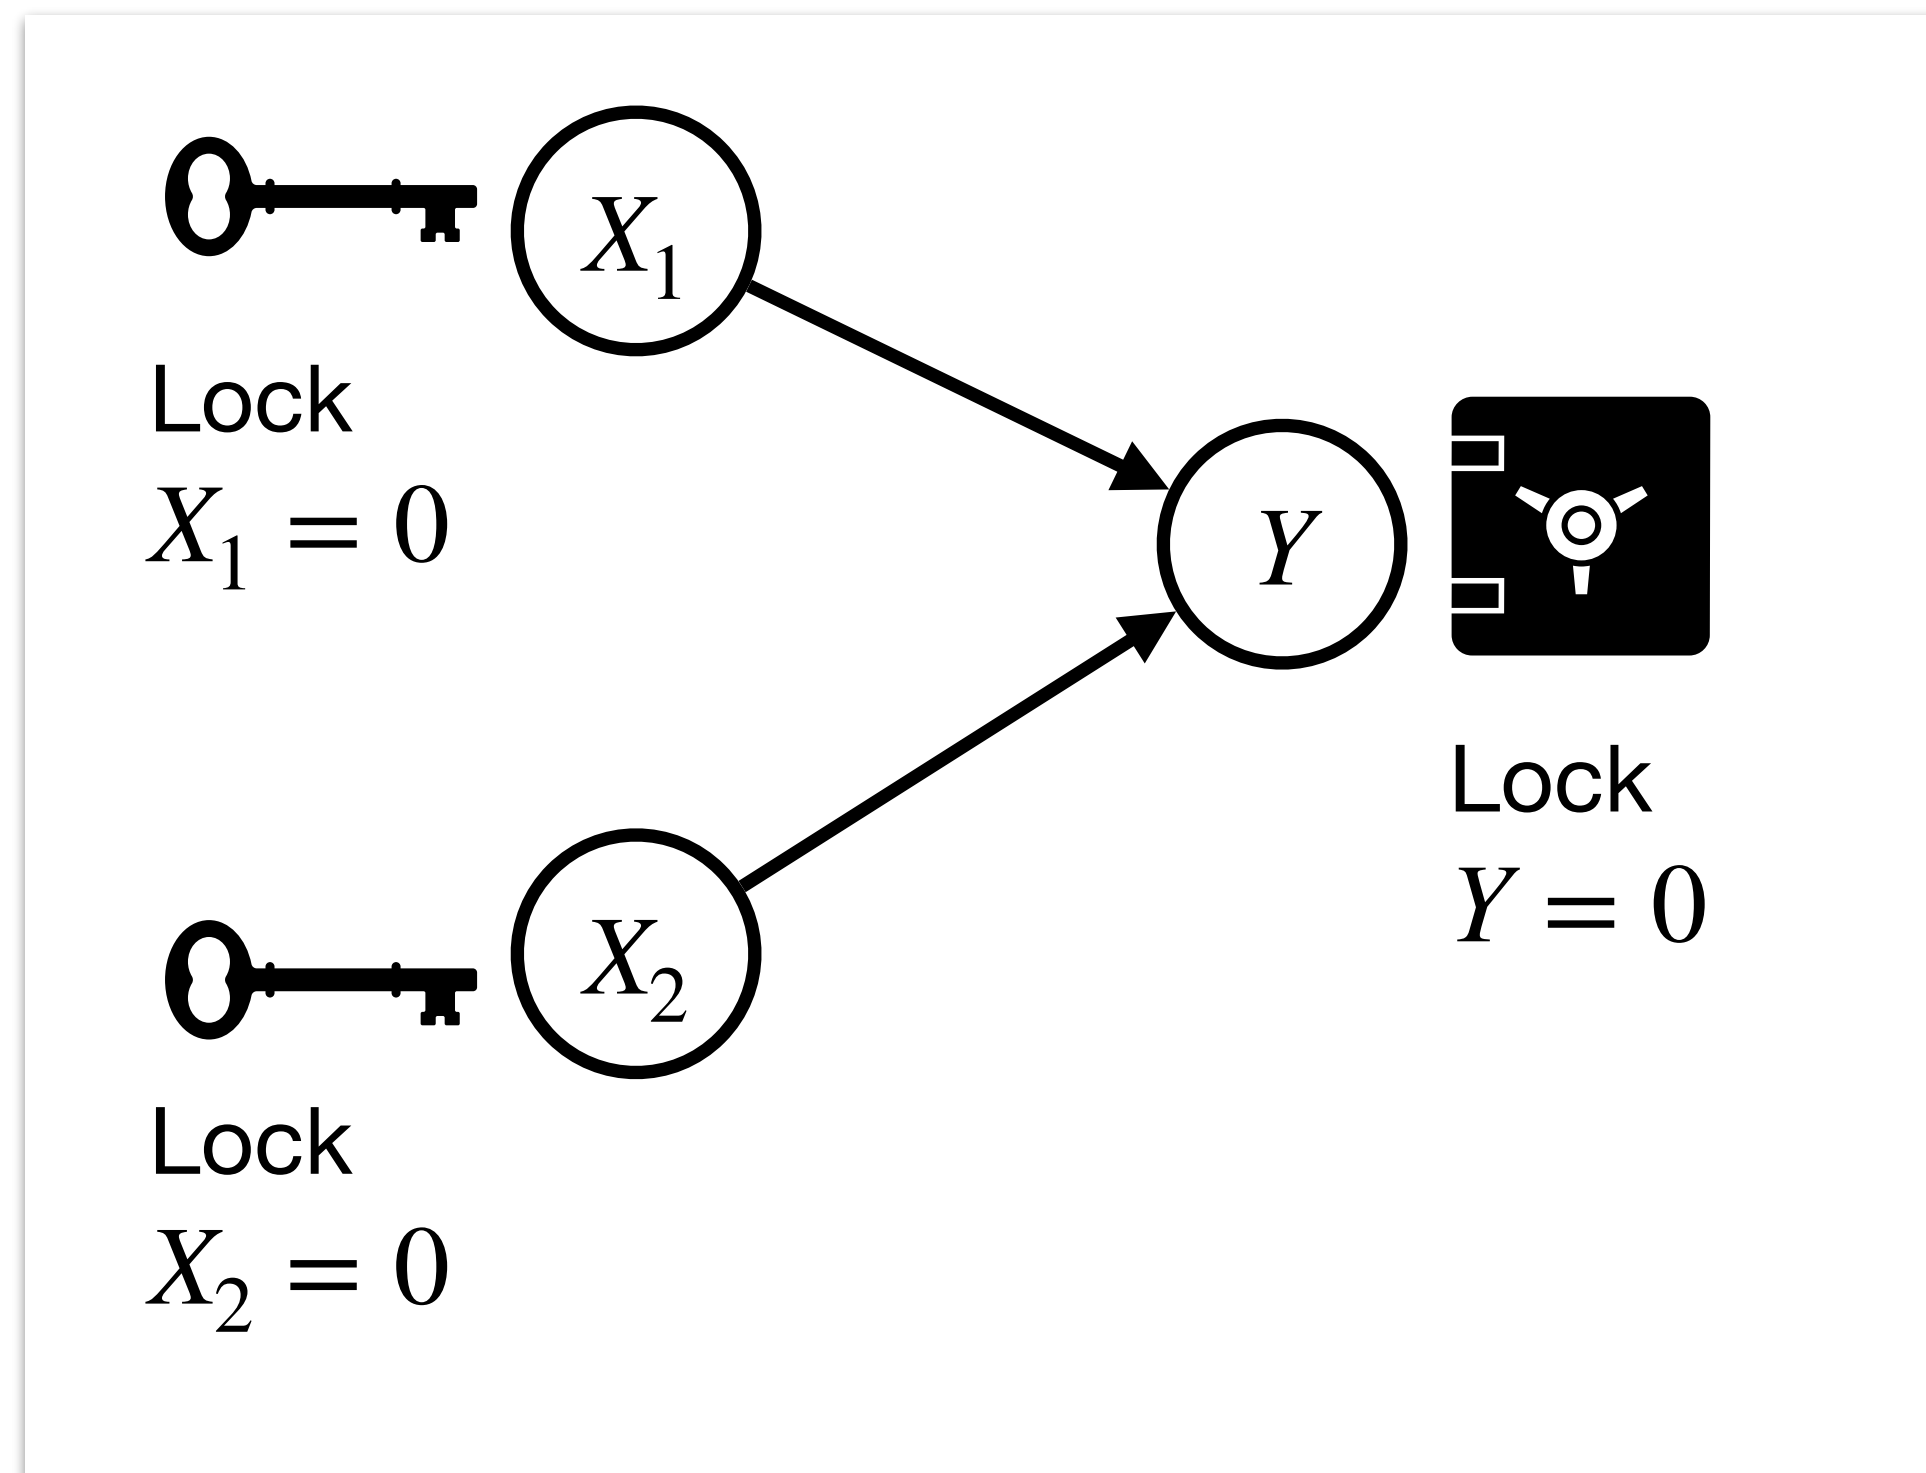 X₁
Lock
X₁ = 0
Y
Lock
Y = 0
X₂
Lock
X₂ = 0